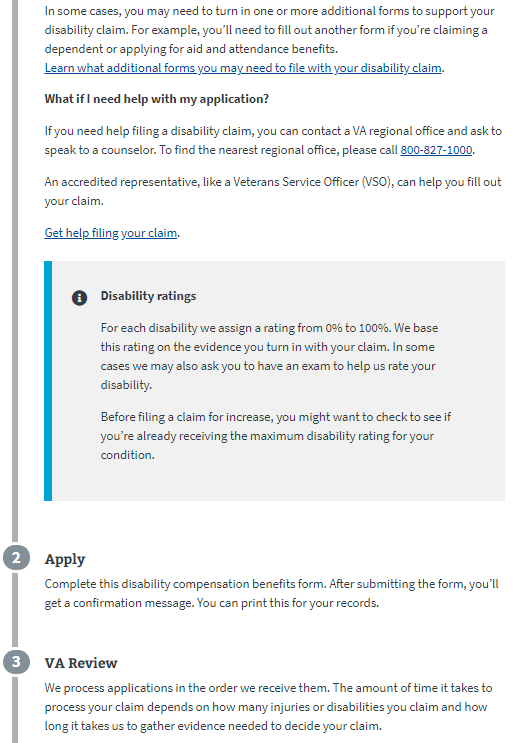 In some cases, you may need to turn in one or more additional forms to support your
disability claim. For example, you'll need to fill out another form if you're claiming a
dependent or applying for aid and attendance benefits.
Learn what additional forms you may need to file with your disability claim.
What if I need help with my application?
If you need help filing a disability claim, you can contact a VA regional office and ask to
speak to a counselor. To find the nearest regional office, please call 800-827-1000.
An accredited representative, like a Veterans Service Officer (VSO), can help you fill out
your claim.
Get help filing your claim.
Disability ratings
For each disability we assign a rating from 0% to 100%. We base
this rating on the evidence you turn in with your claim. In some
cases we may also ask you to have an exam to help us rate your
disability.
Before filing a claim for increase, you might want to check to see if
you're already receiving the maximum disability rating for your
condition.
2 Apply
Complete this disability compensation benefits form. After submitting the form, you'll
get a confirmation message. You can print this for your records.
3 VA Review
We process applications in the order we receive them. The amount of time it takes to
process your claim depends on how many injuries or disabilities you claim and how
long it takes us to gather evidence needed to decide your claim.